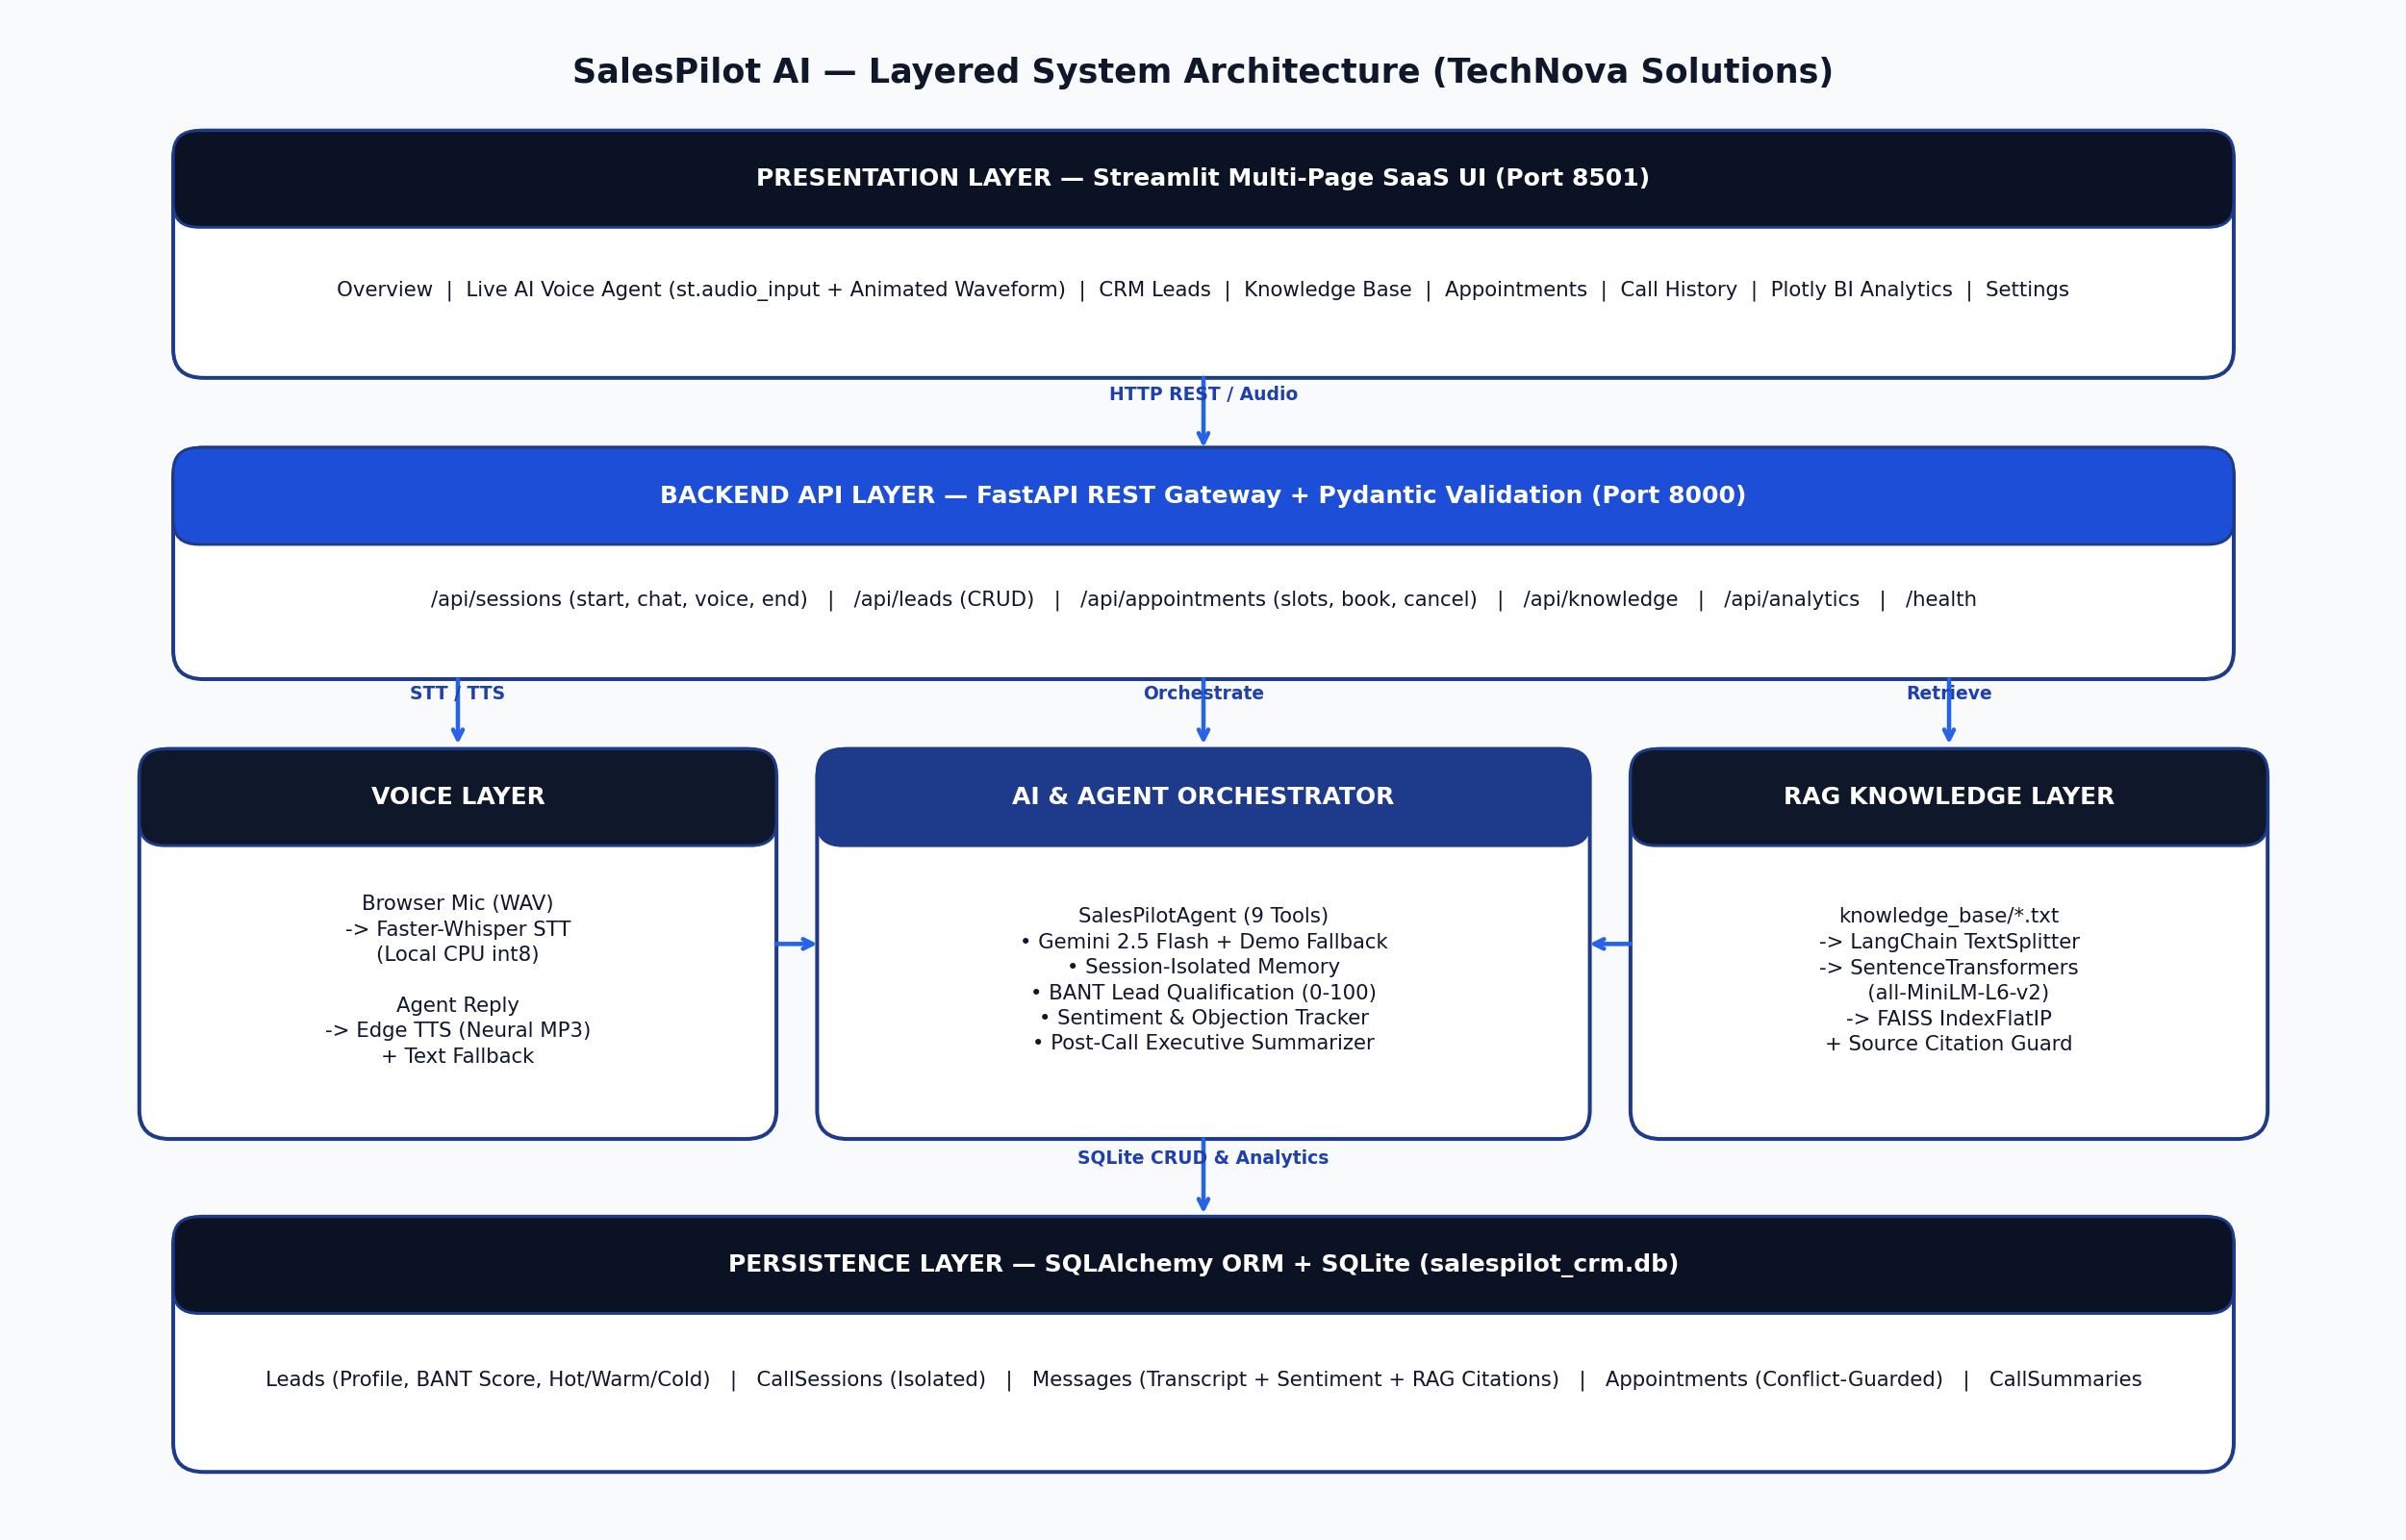 SalesPilot AI — Layered System Architecture (TechNova Solutions)
PRESENTATION LAYER — Streamlit Multi-Page SaaS UI (Port 8501)
Overview | Live AI Voice Agent (st.audio_input + Animated Waveform) | CRM Leads | Knowledge Base | Appointments | Call History | Plotly BI Analytics | Settings
HTTP REST / Audio
BACKEND API LAYER — FastAPI REST Gateway + Pydantic Validation (Port 8000)
/api/sessions (start, chat, voice, end) | /api/leads (CRUD) | /api/appointments (slots, book, cancel) | /api/knowledge | /api/analytics | /health
STT / TTS
Orchestrate
Retrieve
VOICE LAYER
Browser Mic (WAV)
-> Faster-Whisper STT
(Local CPU int8)
Agent Reply
-> Edge TTS (Neural MP3)
+ Text Fallback
AI & AGENT ORCHESTRATOR
SalesPilotAgent (9 Tools)
• Gemini 2.5 Flash + Demo Fallback
• Session-Isolated Memory
• BANT Lead Qualification (0-100)
• Sentiment & Objection Tracker
• Post-Call Executive Summarizer
RAG KNOWLEDGE LAYER
knowledge_base/*.txt
-> LangChain TextSplitter
-> SentenceTransformers
(all-MiniLM-L6-v2)
-> FAISS IndexFlatIP
+ Source Citation Guard
SQLite CRUD & Analytics
PERSISTENCE LAYER — SQLAlchemy ORM + SQLite (salespilot_crm.db)
Leads (Profile, BANT Score, Hot/Warm/Cold) | CallSessions (Isolated) | Messages (Transcript + Sentiment + RAG Citations) | Appointments (Conflict-Guarded) | CallSummaries